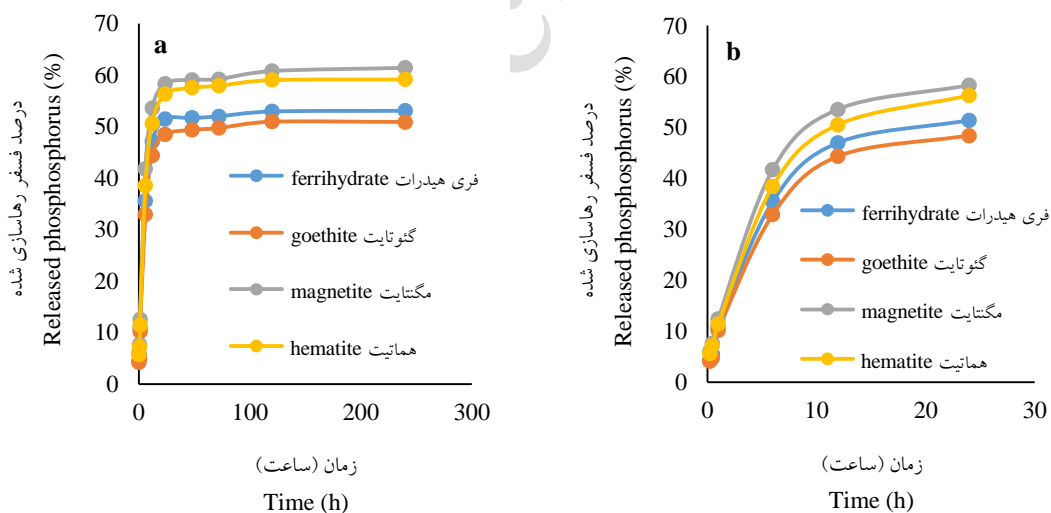 a
70
60
50
40
30
20
10
0
درصد فسفر رهاسازی شده
Released phosphorus (%)
ferrihydrate فری هیدرات
goethite گئوتایت
magnetite مگنتایت
hematite هماتیت
0 100 200 300
زمان (ساعت)
Time (h)
b
70
60
50
40
30
20
10
0
درصد فسفر رهاسازی شده
Released phosphorus (%)
ferrihydrate فری هیدرات
goethite گئوتایت
magnetite مگنتایت
hematite هماتیت
0 10 20 30
زمان (ساعت)
Time (h)